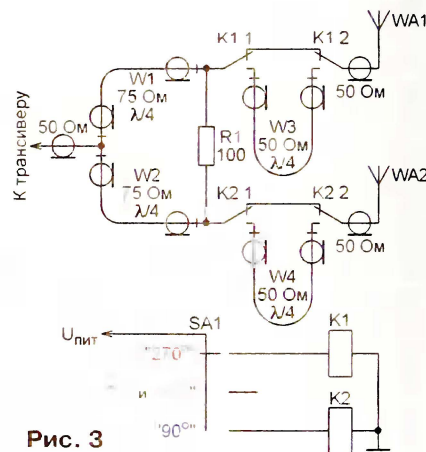 К трансиверу
50 Ом
W1
75 Ом
λ/4
W2
75 Ом
λ/4
R1
100
K1 1
K1 2
W3
50 Ом
λ/4
WA1
50 Ом
K2 1
K2 2
W4
50 Ом
λ/4
WA2
50 Ом
Uпит
SA1
"270°"
и "
"90°"
K1
K2
Рис. 3